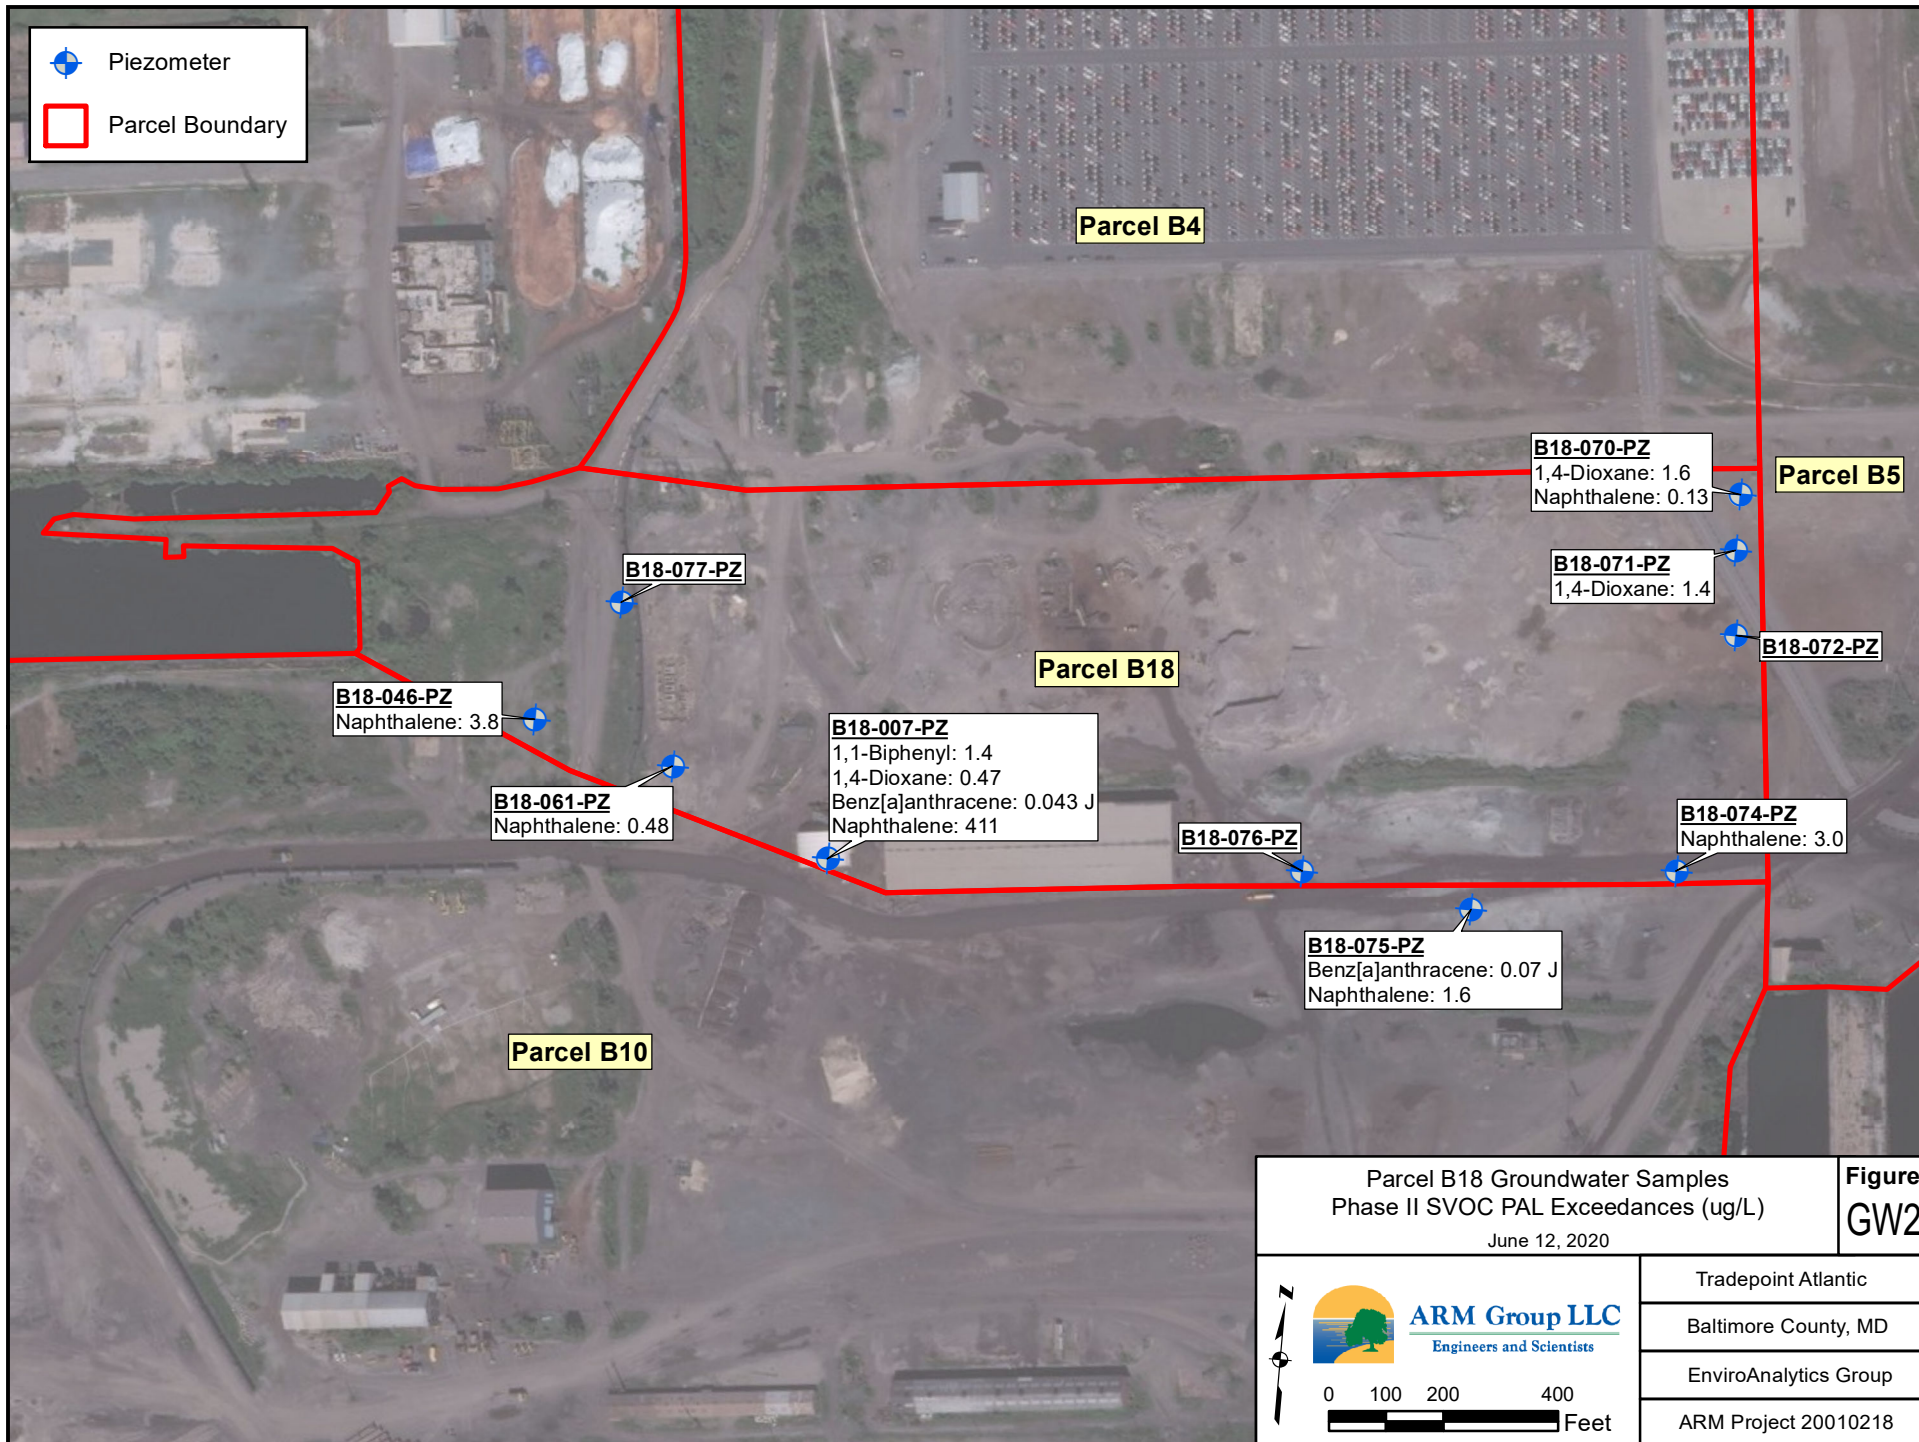 Piezometer
Parcel Boundary
Parcel B4
B18-070-PZ
1,4-Dioxane: 1.6
Naphthalene: 0.13
Parcel B5
B18-071-PZ
1,4-Dioxane: 1.4
B18-077-PZ
B18-072-PZ
Parcel B18
B18-046-PZ
Naphthalene: 3.8
B18-007-PZ
1,1-Biphenyl: 1.4
1,4-Dioxane: 0.47
Benz[a]anthracene: 0.043 J
Naphthalene: 411
B18-061-PZ
Naphthalene: 0.48
B18-076-PZ
B18-074-PZ
Naphthalene: 3.0
B18-075-PZ
Benz[a]anthracene: 0.07 J
Naphthalene: 1.6
Parcel B10
Parcel B18 Groundwater Samples
Phase II SVOC PAL Exceedances (ug/L)
June 12, 2020
Figure
GW2
Z
ARM Group LLC
Engineers and Scientists
0 100 200 400
Feet
Tradepoint Atlantic
Baltimore County, MD
EnviroAnalytics Group
ARM Project 20010218